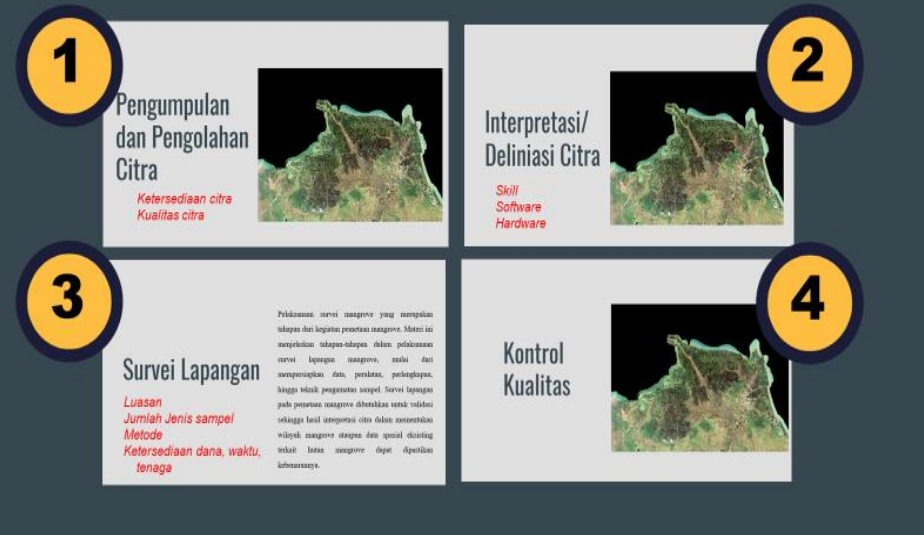 1
Pengumpulan
dan Pengolahan
Citra
Ketersediaan citra
Kualitas citra
2
Interpretasi/
Deliniasi Citra
Skill
Software
Hardware
3
Survei Lapangan
Luasan
Jumlah Jenis sampel
Metode
Ketersediaan dana, waktu,
tenaga
Pelaksanaan survei mangrove yang merupakan
tahapan dari kegiatan pemetaan mangrove. Materi ini
menjelaskan tahapan-tahapan dalam pelaksanaan
survei lapangan mangrove, mulai dari
mempersiapkan data, peralatan, perlengkapan,
hingga teknik pengamatan sampel. Survei lapangan
pada pemetaan mangrove dibutuhkan untuk validasi
sehingga hasil interpretasi citra dalam menentukan
wilayah mangrove ataupun data spasial eksisting
terkait hutan mangrove dapat dipastikan
kebenarannya.
4
Kontrol
Kualitas